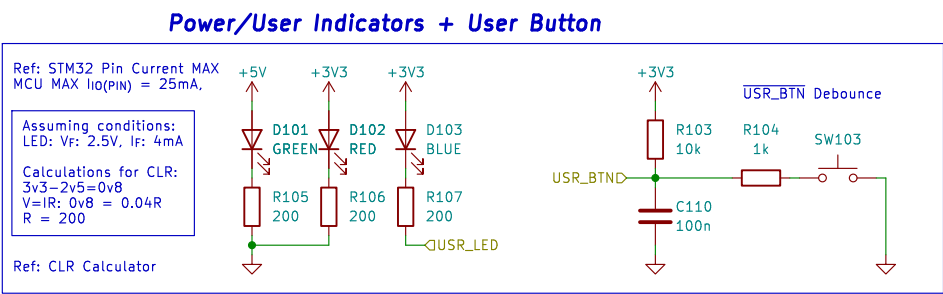 Power/User Indicators + User Button
Ref: STM32 Pin Current MAX
MCU MAX IIO(PIN) = 25mA,
Assuming conditions:
LED: VF: 2.5V, IF: 4mA
Calculations for CLR:
3v3-2v5=0v8
V=IR: 0v8 = 0.04R
R = 200
Ref: CLR Calculator
+5V
+3V3
+3V3
D101
GREEN
D102
RED
D103
BLUE
R105
200
R106
200
R107
200
USR_LED
+3V3
USR_BTN Debounce
R103
10k
R104
1k
SW103
USR_BTN
C110
100n